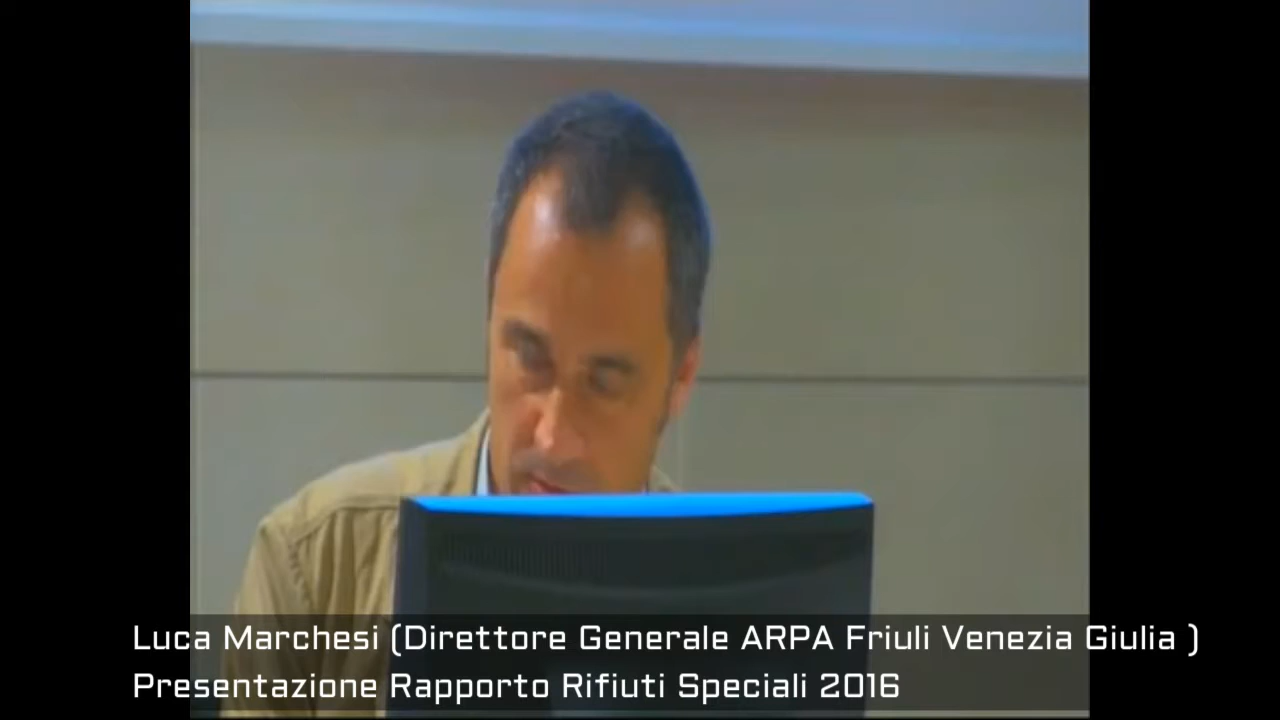 Luca Marchesi (Direttore Generale ARPA Friuli Venezia Giulia )
Presentazione Rapporto Rifiuti Speciali 2016